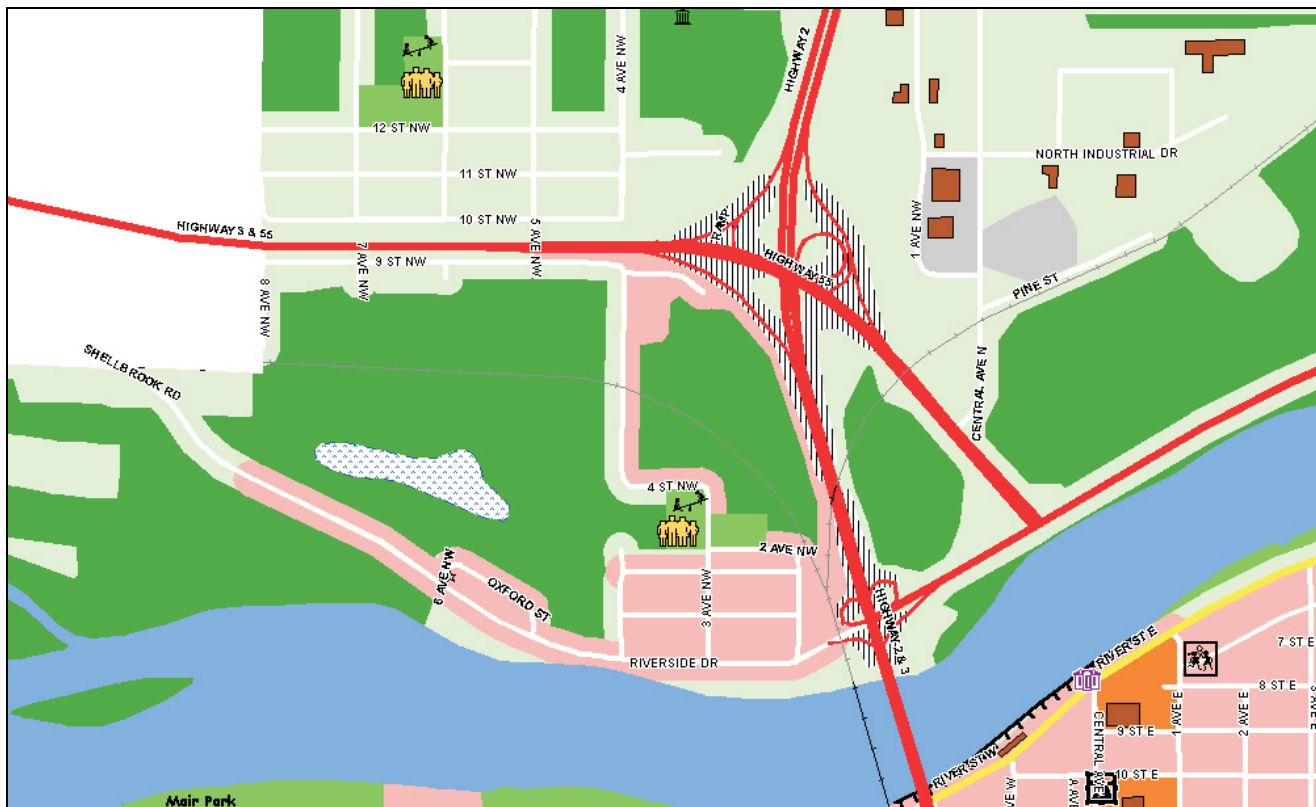 HIGHWAY 2
4 AVE NW
12 ST NW
NORTH INDUSTRIAL DR
11 ST NW
10 ST NW
HIGHWAY 3 & 55
RAMP
5 AVE NW
1 AVE NW
7 AVE NW
9 ST NW
HIGHWAY 55
8 AVE NW
PINE ST
SHELLBROOK RD
CENTRAL AVE N
4 ST NW
2 AVE NW
6 AVE NW
OXFORD ST
3 AVE NW
HIGHWAY 2 & 3
RIVERSIDE DR
RIVER ST E
7 ST E
8 ST E
1 AVE E
2 AVE E
CENTRAL AVE
9 ST E
RIVER ST W
10 ST E
Mair Park